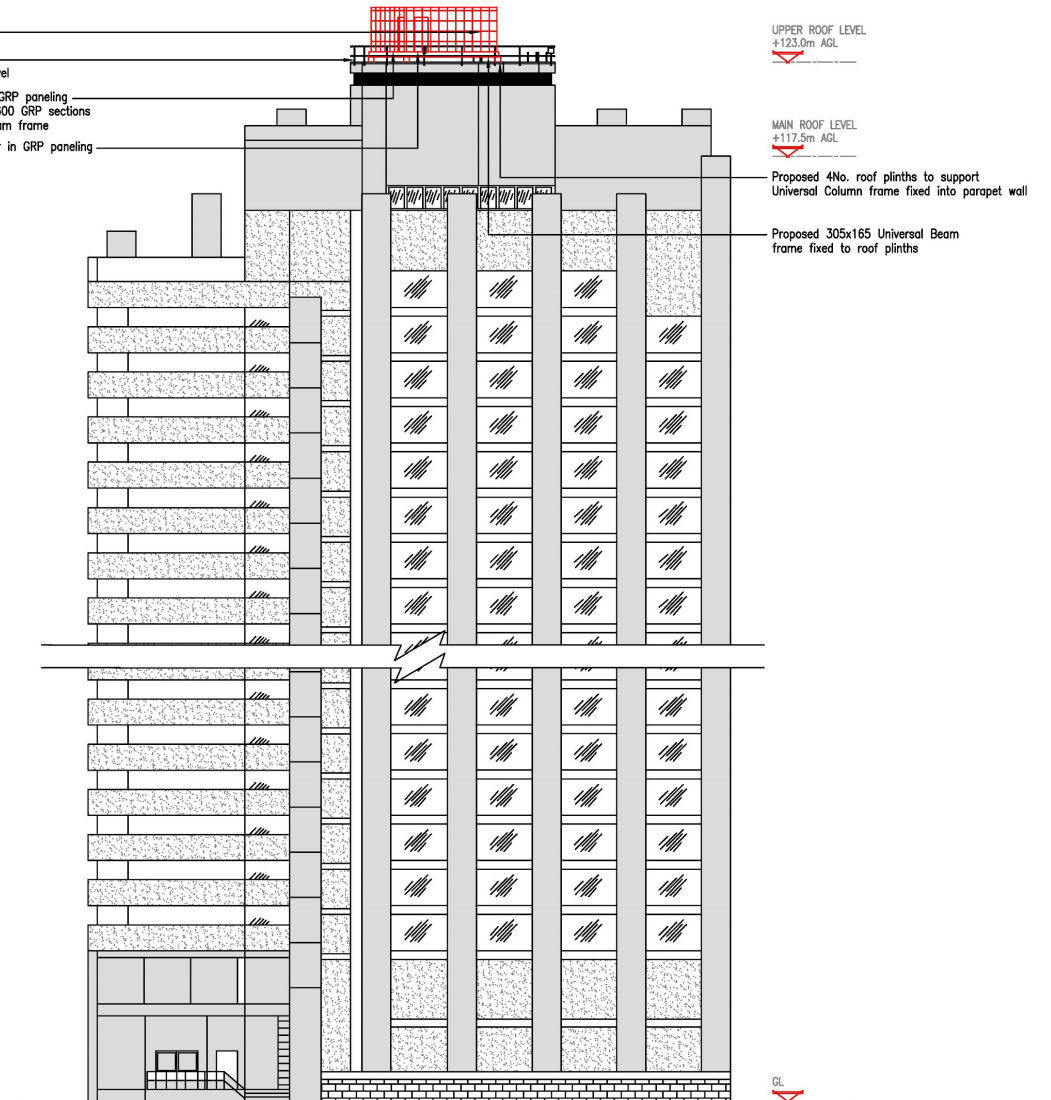 vel
GRP paneling
600 GRP sections
am frame
r in GRP paneling
UPPER ROOF LEVEL
+123.0m AGL
MAIN ROOF LEVEL
+117.5m AGL
Proposed 4No. roof plinths to support
Universal Column frame fixed into parapet wall
Proposed 305x165 Universal Beam
frame fixed to roof plinths
GL